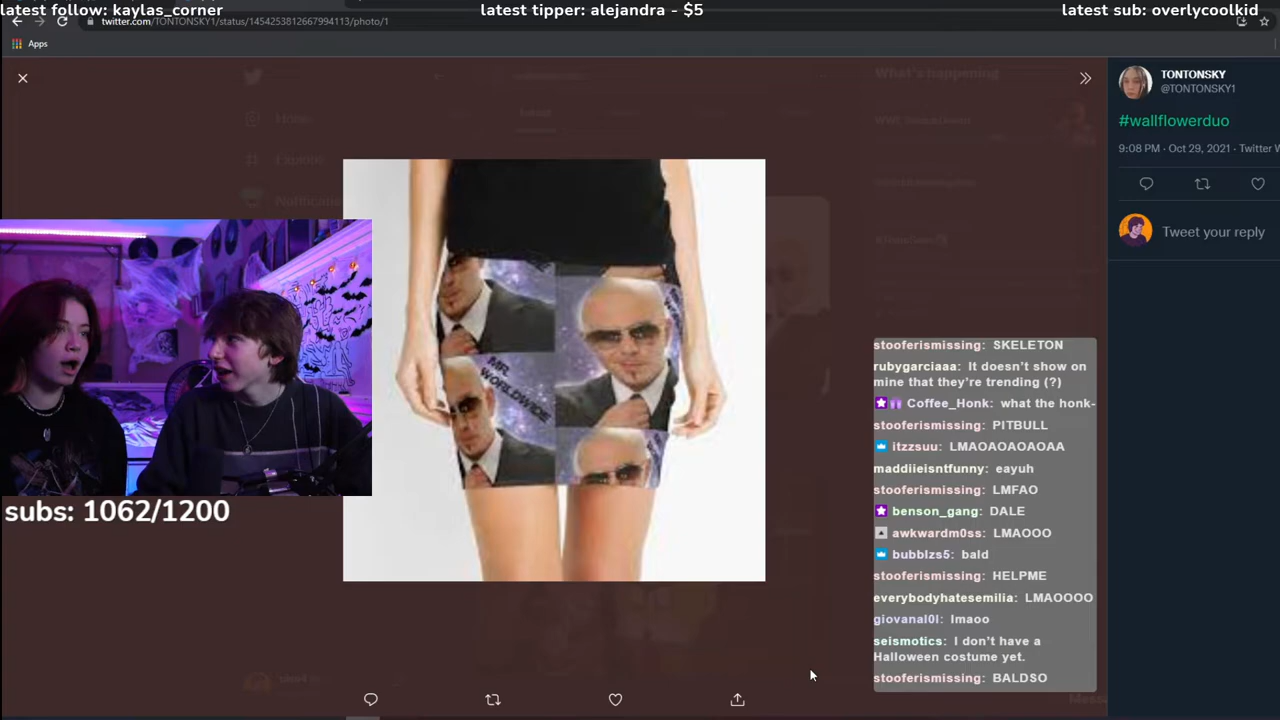 latest follow: kaylas_corner
latest tipper: alejandra - $5
latest sub: overlycoolkid
twitter.com/TONTONSKY1/status/1454253812667994113/photo/1
Apps
What's happening
Home
TONTONSKY
@TONTONSKY1
#wallflowerduo
9:08 PM · Oct 29, 2021 · Twitter W
Tweet your reply
MR.
WORLDWIDE
subs: 1062/1200
stooferismissing: SKELETON
rubygarciaaa: It doesn't show on
mine that they're trending (?)
Coffee_Honk: what the honk-
stooferismissing: PITBULL
itzzsuu: LMAOAOAOAOAA
maddiieisntfunny: eayuh
stooferismissing: LMFAO
benson_gang: DALE
awkwardm0ss: LMAOOO
bubblzs5: bald
stooferismissing: HELPME
everybodyhatesemilia: LMAOOOO
giovanal0l: lmaoo
seismotics: I don't have a
Halloween costume yet.
stooferismissing: BALDSO